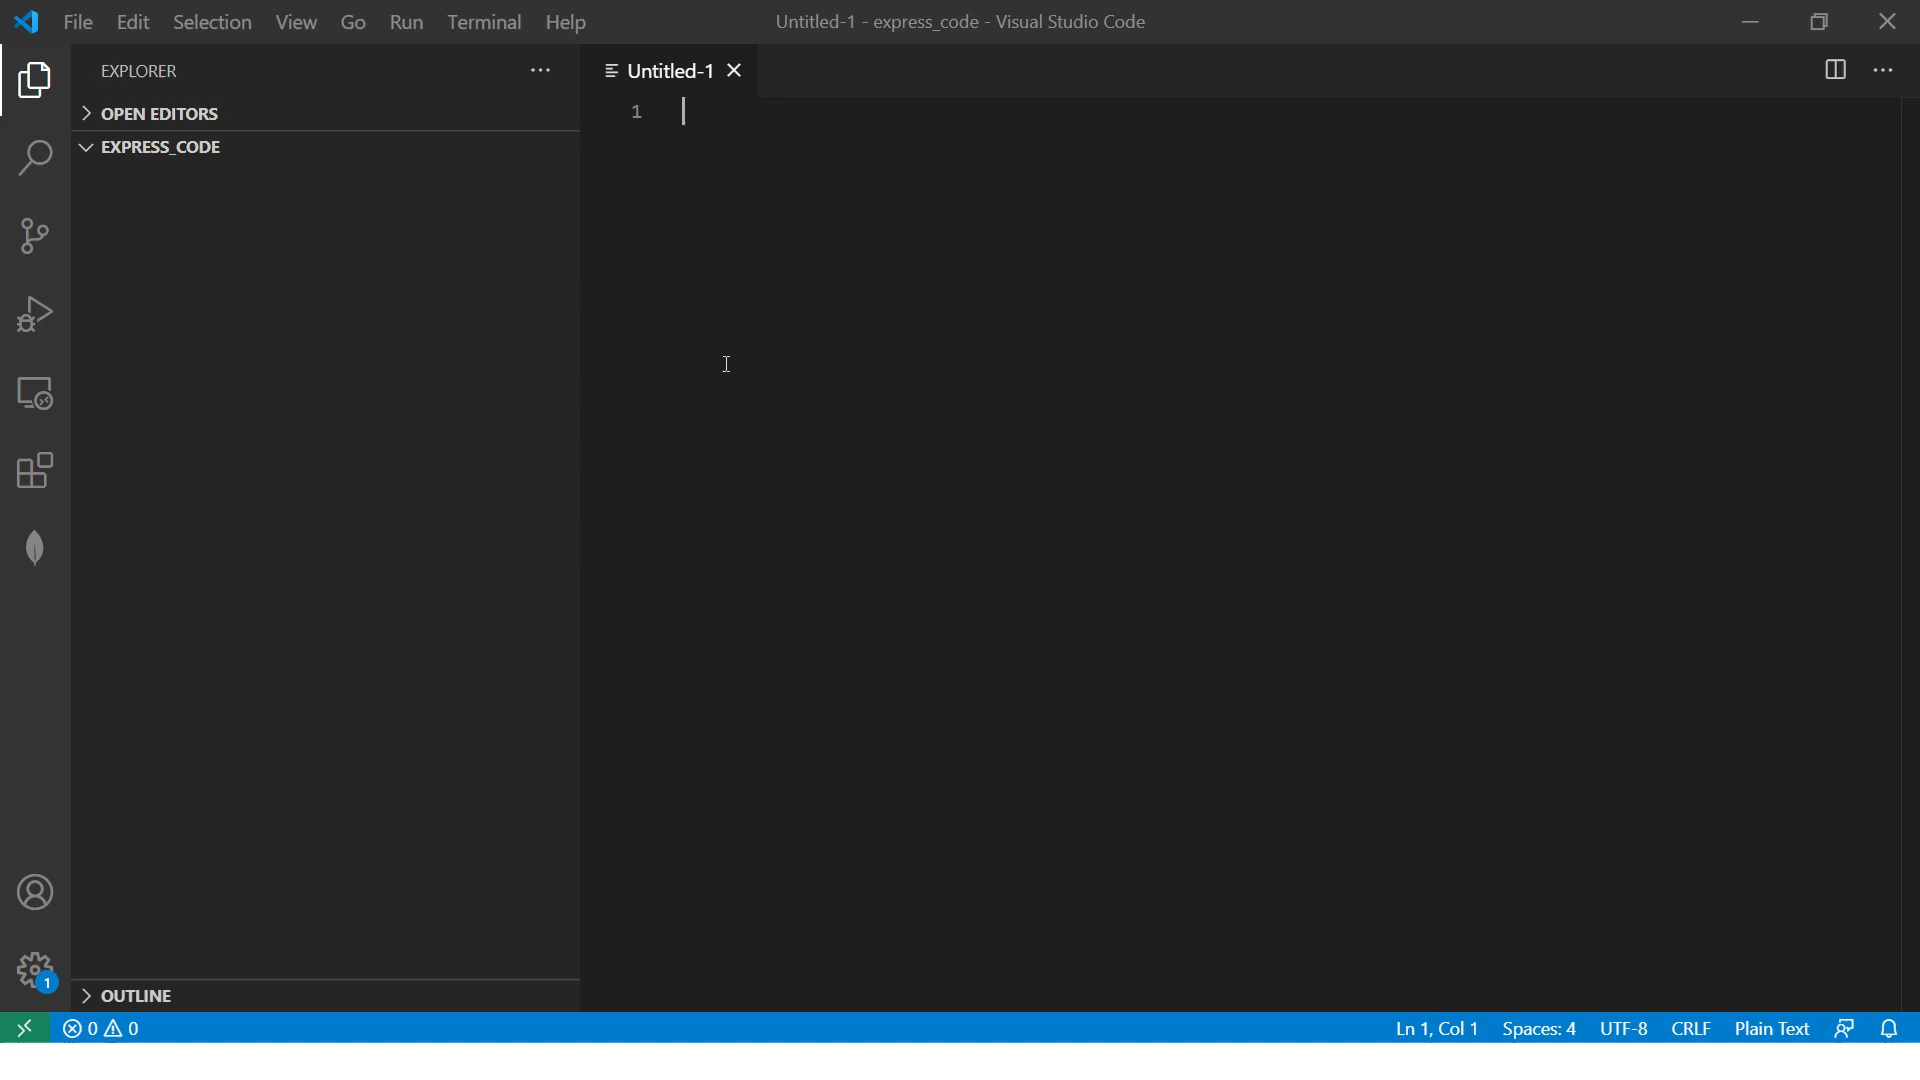 File Edit Selection View Go Run Terminal Help Untitled-1 - express_code - Visual Studio Code
EXPLORER
Untitled-1
OPEN EDITORS
1
EXPRESS_CODE
1
OUTLINE
0 0 Ln 1, Col 1 Spaces: 4 UTF-8 CRLF Plain Text